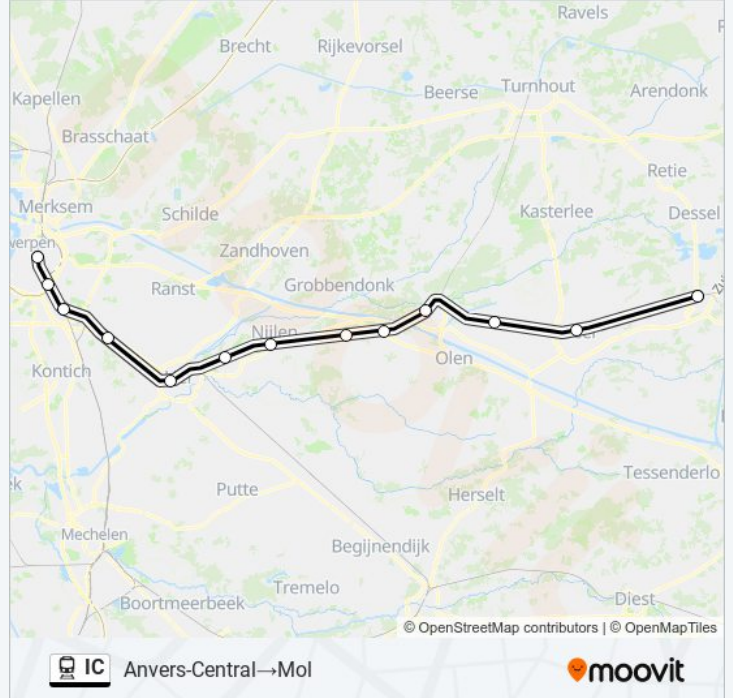 Ravels
Brecht
Rijkevorsel
Turnhout
Beerse
Arendonk
Kapellen
Brasschaat
Retie
Merksem
Schilde
Kasterlee
Dessel
werpen
Zandhoven
Ranst
Grobbendonk
Nijlen
Olen
Kontich
Tessenderlo
Putte
Herselt
Mechelen
Begijnendijk
Tremelo
Boortmeerbeek
Diest
© OpenStreetMap contributors | © OpenMapTiles
IC Anvers-Central→Mol
moovit